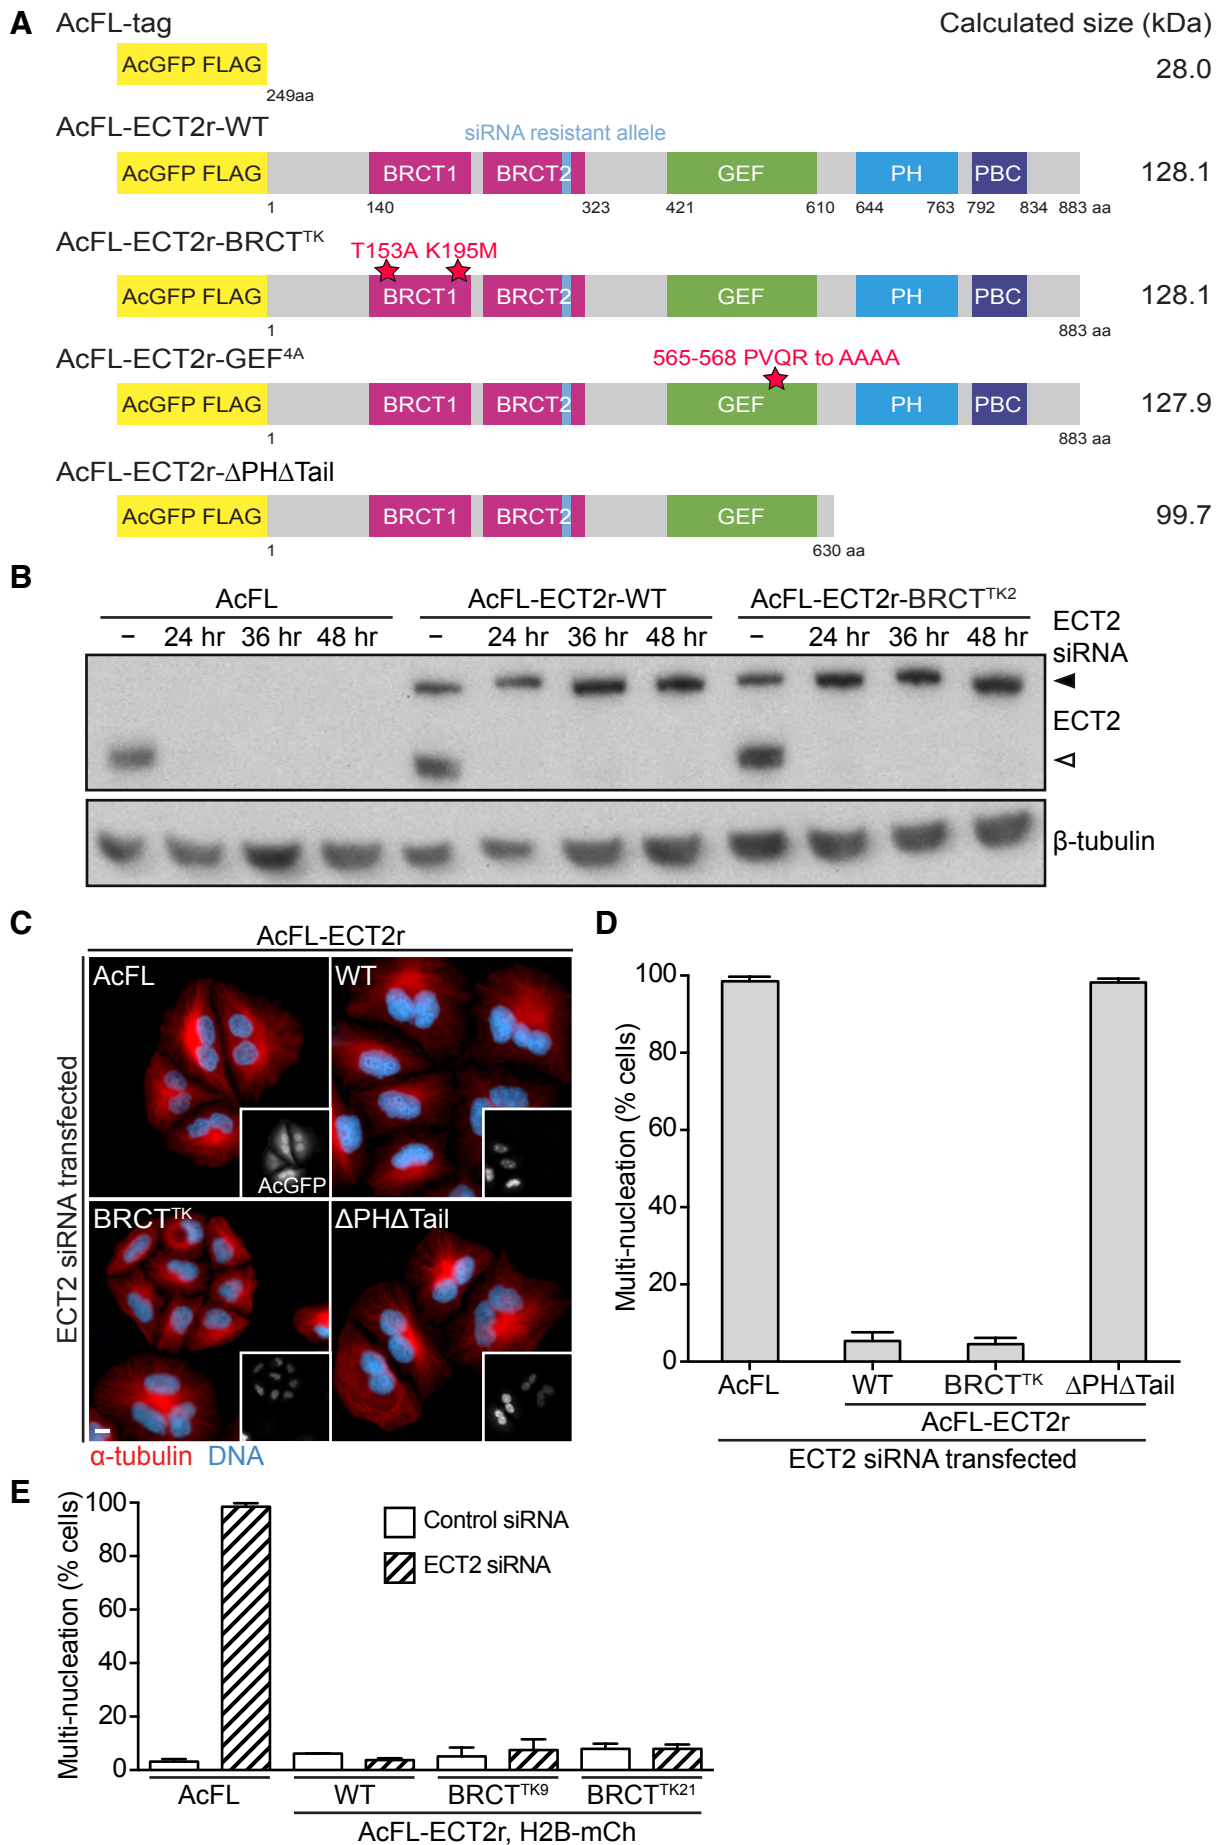 A AcFL-tag Calculated size (kDa)
AcGFP FLAG 28.0
249aa
AcFL-ECT2r-WT siRNA resistant allele
AcGFP FLAG BRCT1 BRCT2 GEF PH PBC 128.1
1 140 323 421 610 644 763 792 834 883 aa
AcFL-ECT2r-BRCTᵀᴷ T153A K195M
AcGFP FLAG BRCT1 BRCT2 GEF PH PBC 128.1
1 883 aa
AcFL-ECT2r-GEF⁴ᴬ 565-568 PVQR to AAAA
AcGFP FLAG BRCT1 BRCT2 GEF PH PBC 127.9
1 883 aa
AcFL-ECT2r-ΔPHΔTail
AcGFP FLAG BRCT1 BRCT2 GEF 99.7
1 630 aa
B
AcFL AcFL-ECT2r-WT AcFL-ECT2r-BRCTᵀᴷ²
– 24 hr 36 hr 48 hr – 24 hr 36 hr 48 hr – 24 hr 36 hr 48 hr
ECT2
siRNA
ECT2
β-tubulin
C
AcFL-ECT2r
ECT2 siRNA transfected
AcFL WT
AcGFP
BRCTᵀᴷ ΔPHΔTail
α-tubulin DNA
D
Multi-nucleation (% cells)
100
80
60
40
20
0
AcFL WT BRCTᵀᴷ ΔPHΔTail
AcFL-ECT2r
ECT2 siRNA transfected
E
Multi-nucleation (% cells)
100
80
60
40
20
0
Control siRNA
ECT2 siRNA
AcFL WT BRCTᵀᴷ⁹ BRCTᵀᴷ²¹
AcFL-ECT2r, H2B-mCh